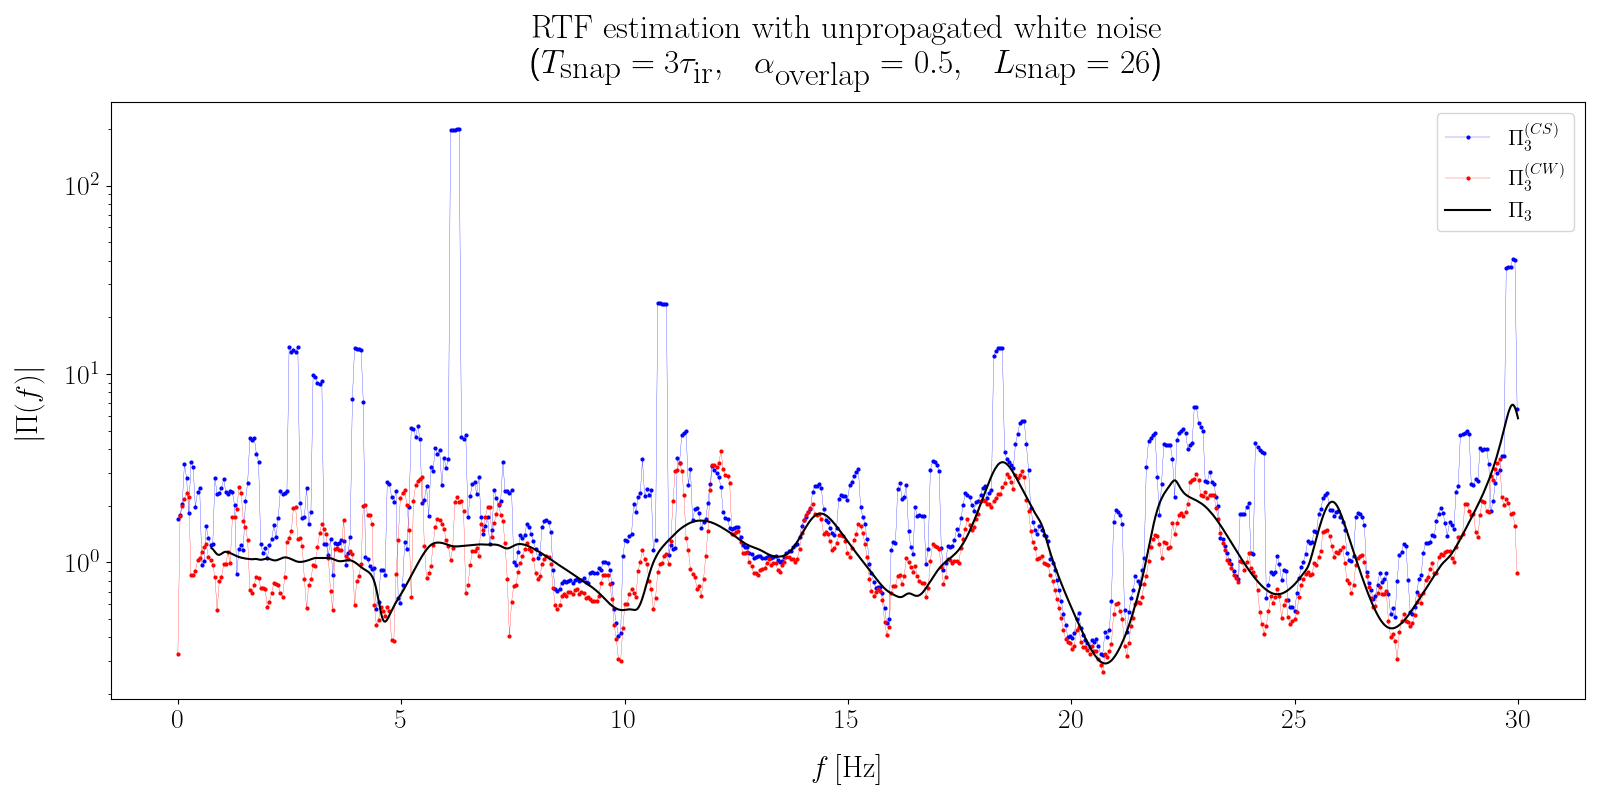 RTF estimation with unpropagated white noise
(T_snap = 3τ_ir, α_overlap = 0.5, L_snap = 26)
|Π(f)|
10^2
10^1
10^0
Π_3^(CS)
Π_3^(CW)
Π_3
0 5 10 15 20 25 30
f [Hz]